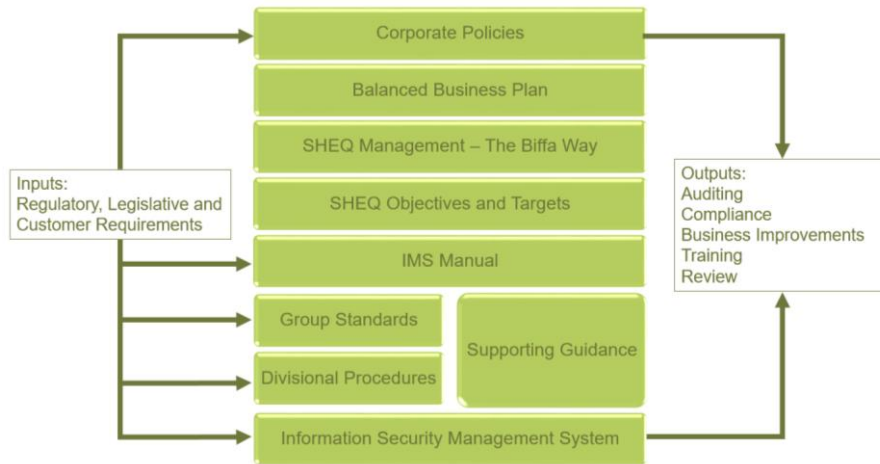 Corporate Policies
Balanced Business Plan
SHEQ Management – The Biffa Way
SHEQ Objectives and Targets
Inputs:
Regulatory, Legislative and
Customer Requirements
IMS Manual
Group Standards
Divisional Procedures
Supporting Guidance
Information Security Management System
Outputs:
Auditing
Compliance
Business Improvements
Training
Review